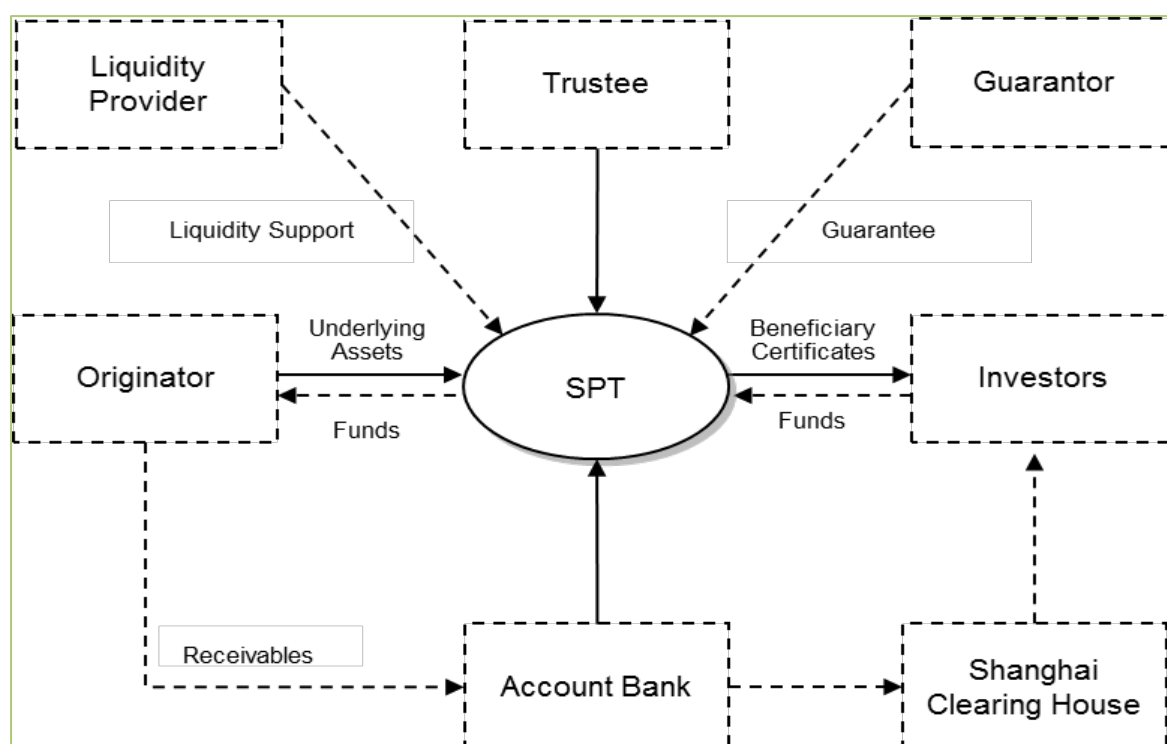 Liquidity
Provider
Trustee
Guarantor
Liquidity Support
Guarantee
Originator
Underlying
Assets
Funds
SPT
Beneficiary
Certificates
Funds
Investors
Receivables
Account Bank
Shanghai
Clearing House